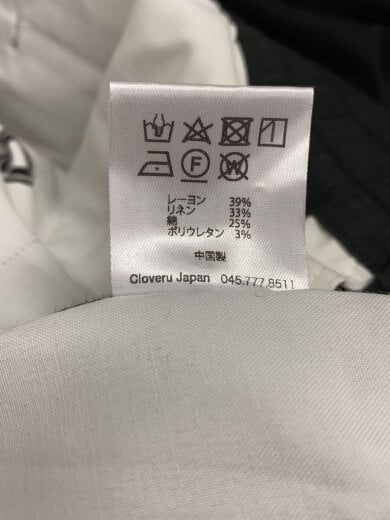 F W
レーヨン 39%
リネン 33%
綿 25%
ポリウレタン 3%
中国製
Cloveru Japan 045.777.8511